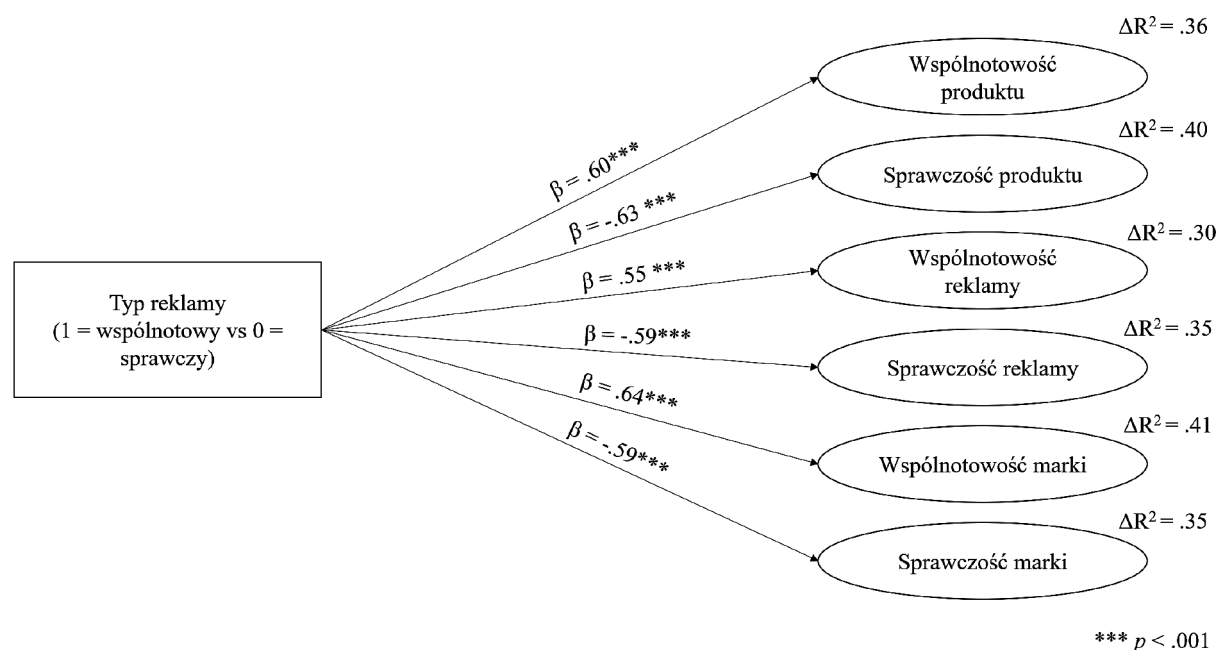 ΔR² = .36
Wspólnotowość
produktu
ΔR² = .40
β = .60***
Sprawczość produktu
β = -.63 ***
ΔR² = .30
Wspólnotowość
reklamy
β = .55 ***
Typ reklamy
(1 = wspólnotowy vs 0 =
sprawczy)
ΔR² = .35
β = -.59***
Sprawczość reklamy
β = .64***
ΔR² = .41
Wspólnotowość marki
β = -.59***
ΔR² = .35
Sprawczość marki
*** p < .001